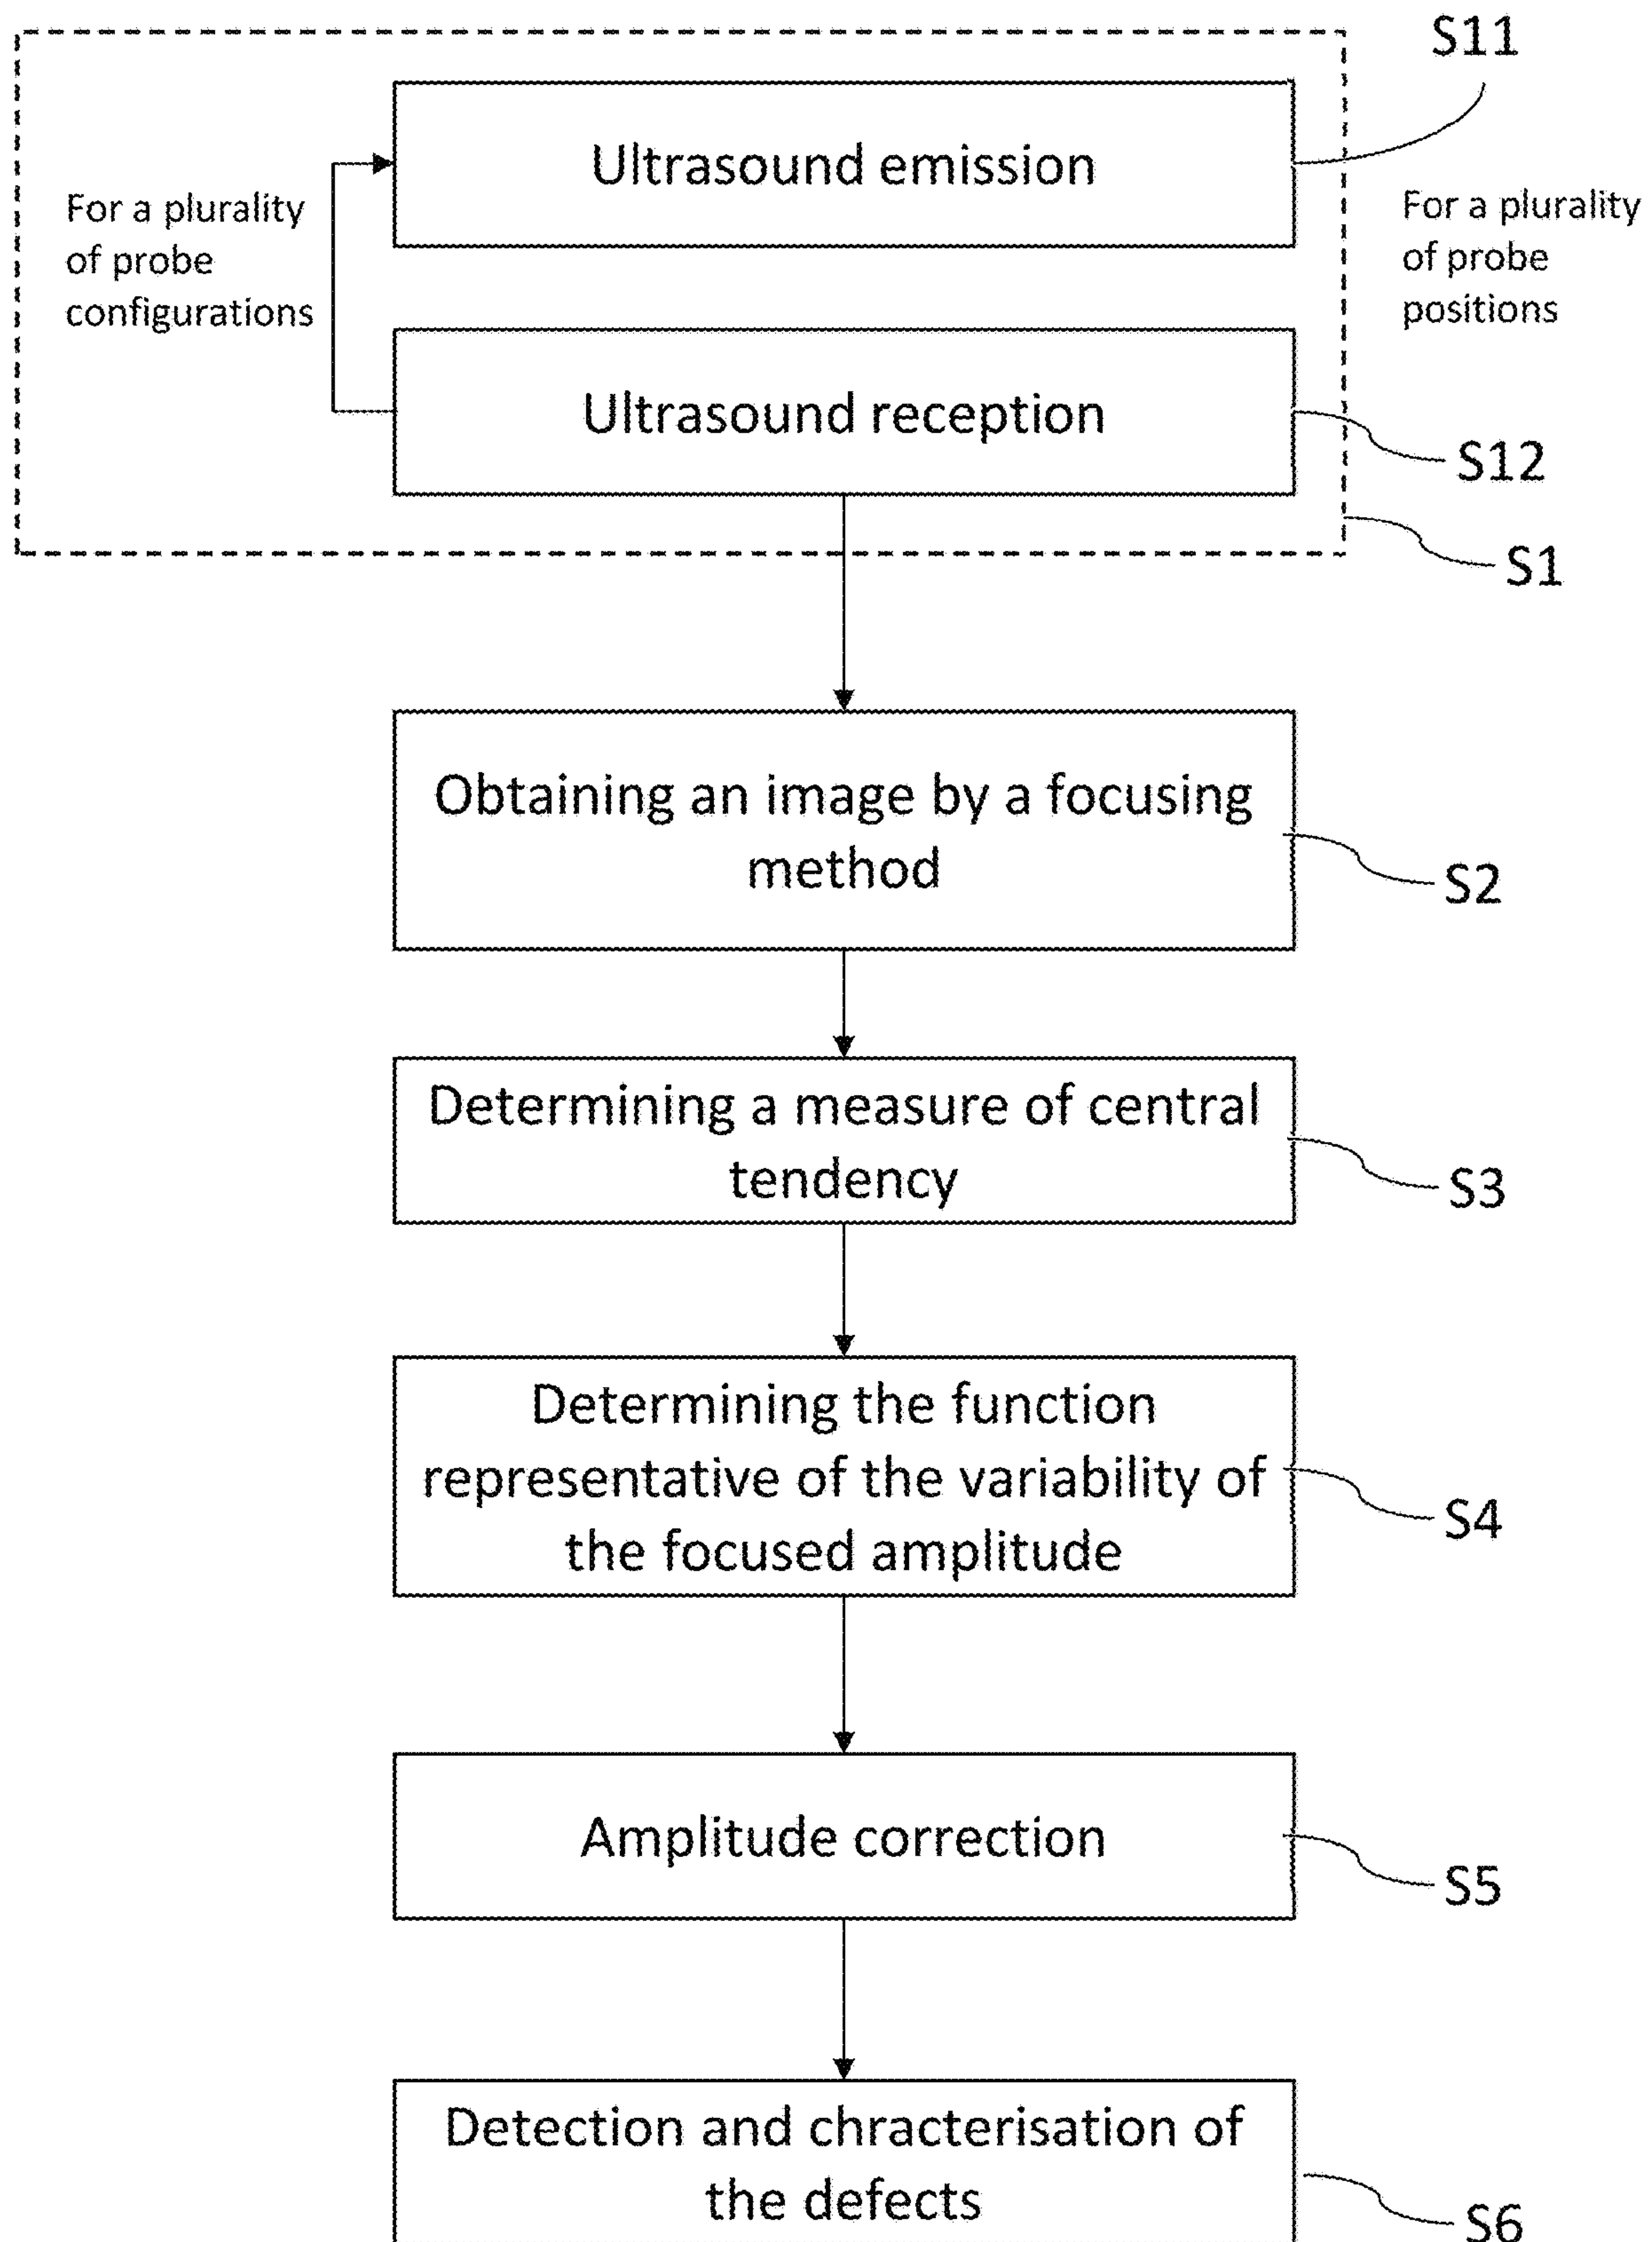 S11
Ultrasound emission
For a plurality
of probe
configurations
For a plurality
of probe
positions
Ultrasound reception
S12
S1
Obtaining an image by a focusing
method
S2
Determining a measure of central
tendency
S3
Determining the function
representative of the variability of
the focused amplitude
S4
Amplitude correction
S5
Detection and chracterisation of
the defects
S6